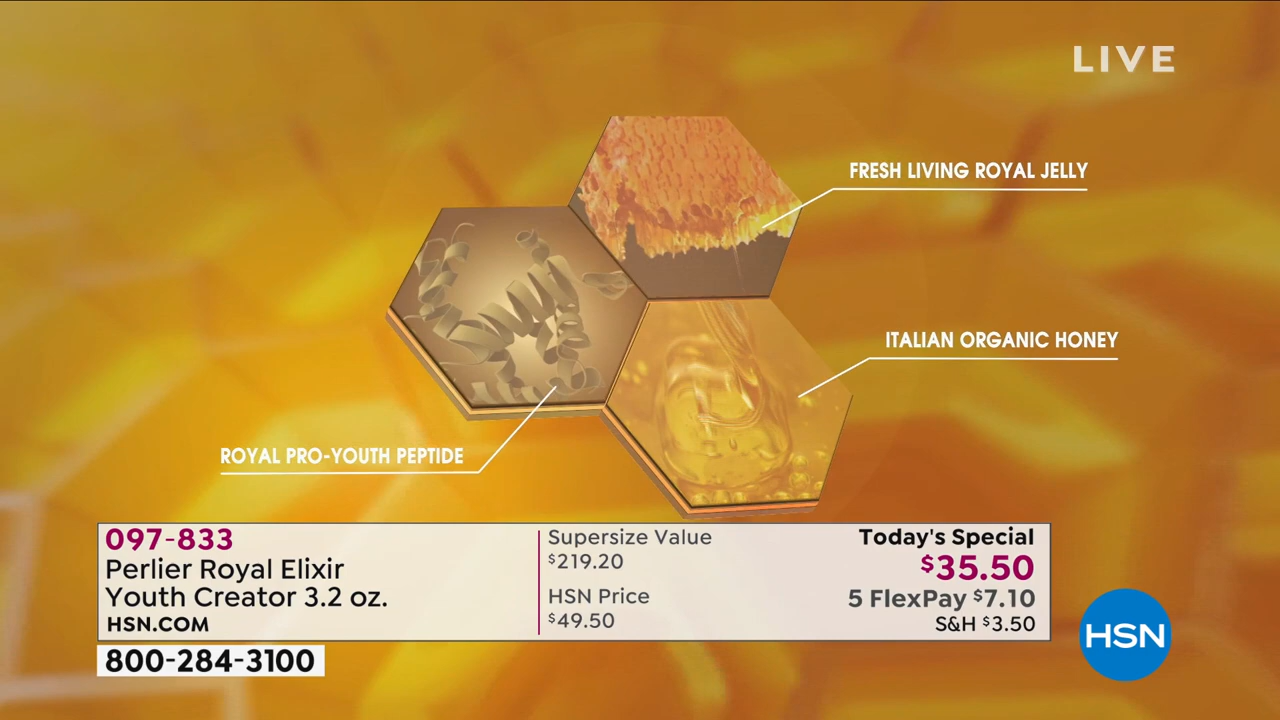 LIVE
FRESH LIVING ROYAL JELLY
ITALIAN ORGANIC HONEY
ROYAL PRO-YOUTH PEPTIDE
097-833
Perlier Royal Elixir
Youth Creator 3.2 oz.
HSN.COM
Supersize Value
$219.20
HSN Price
$49.50
Today's Special
$35.50
5 FlexPay $7.10
S&H $3.50
800-284-3100
HSN